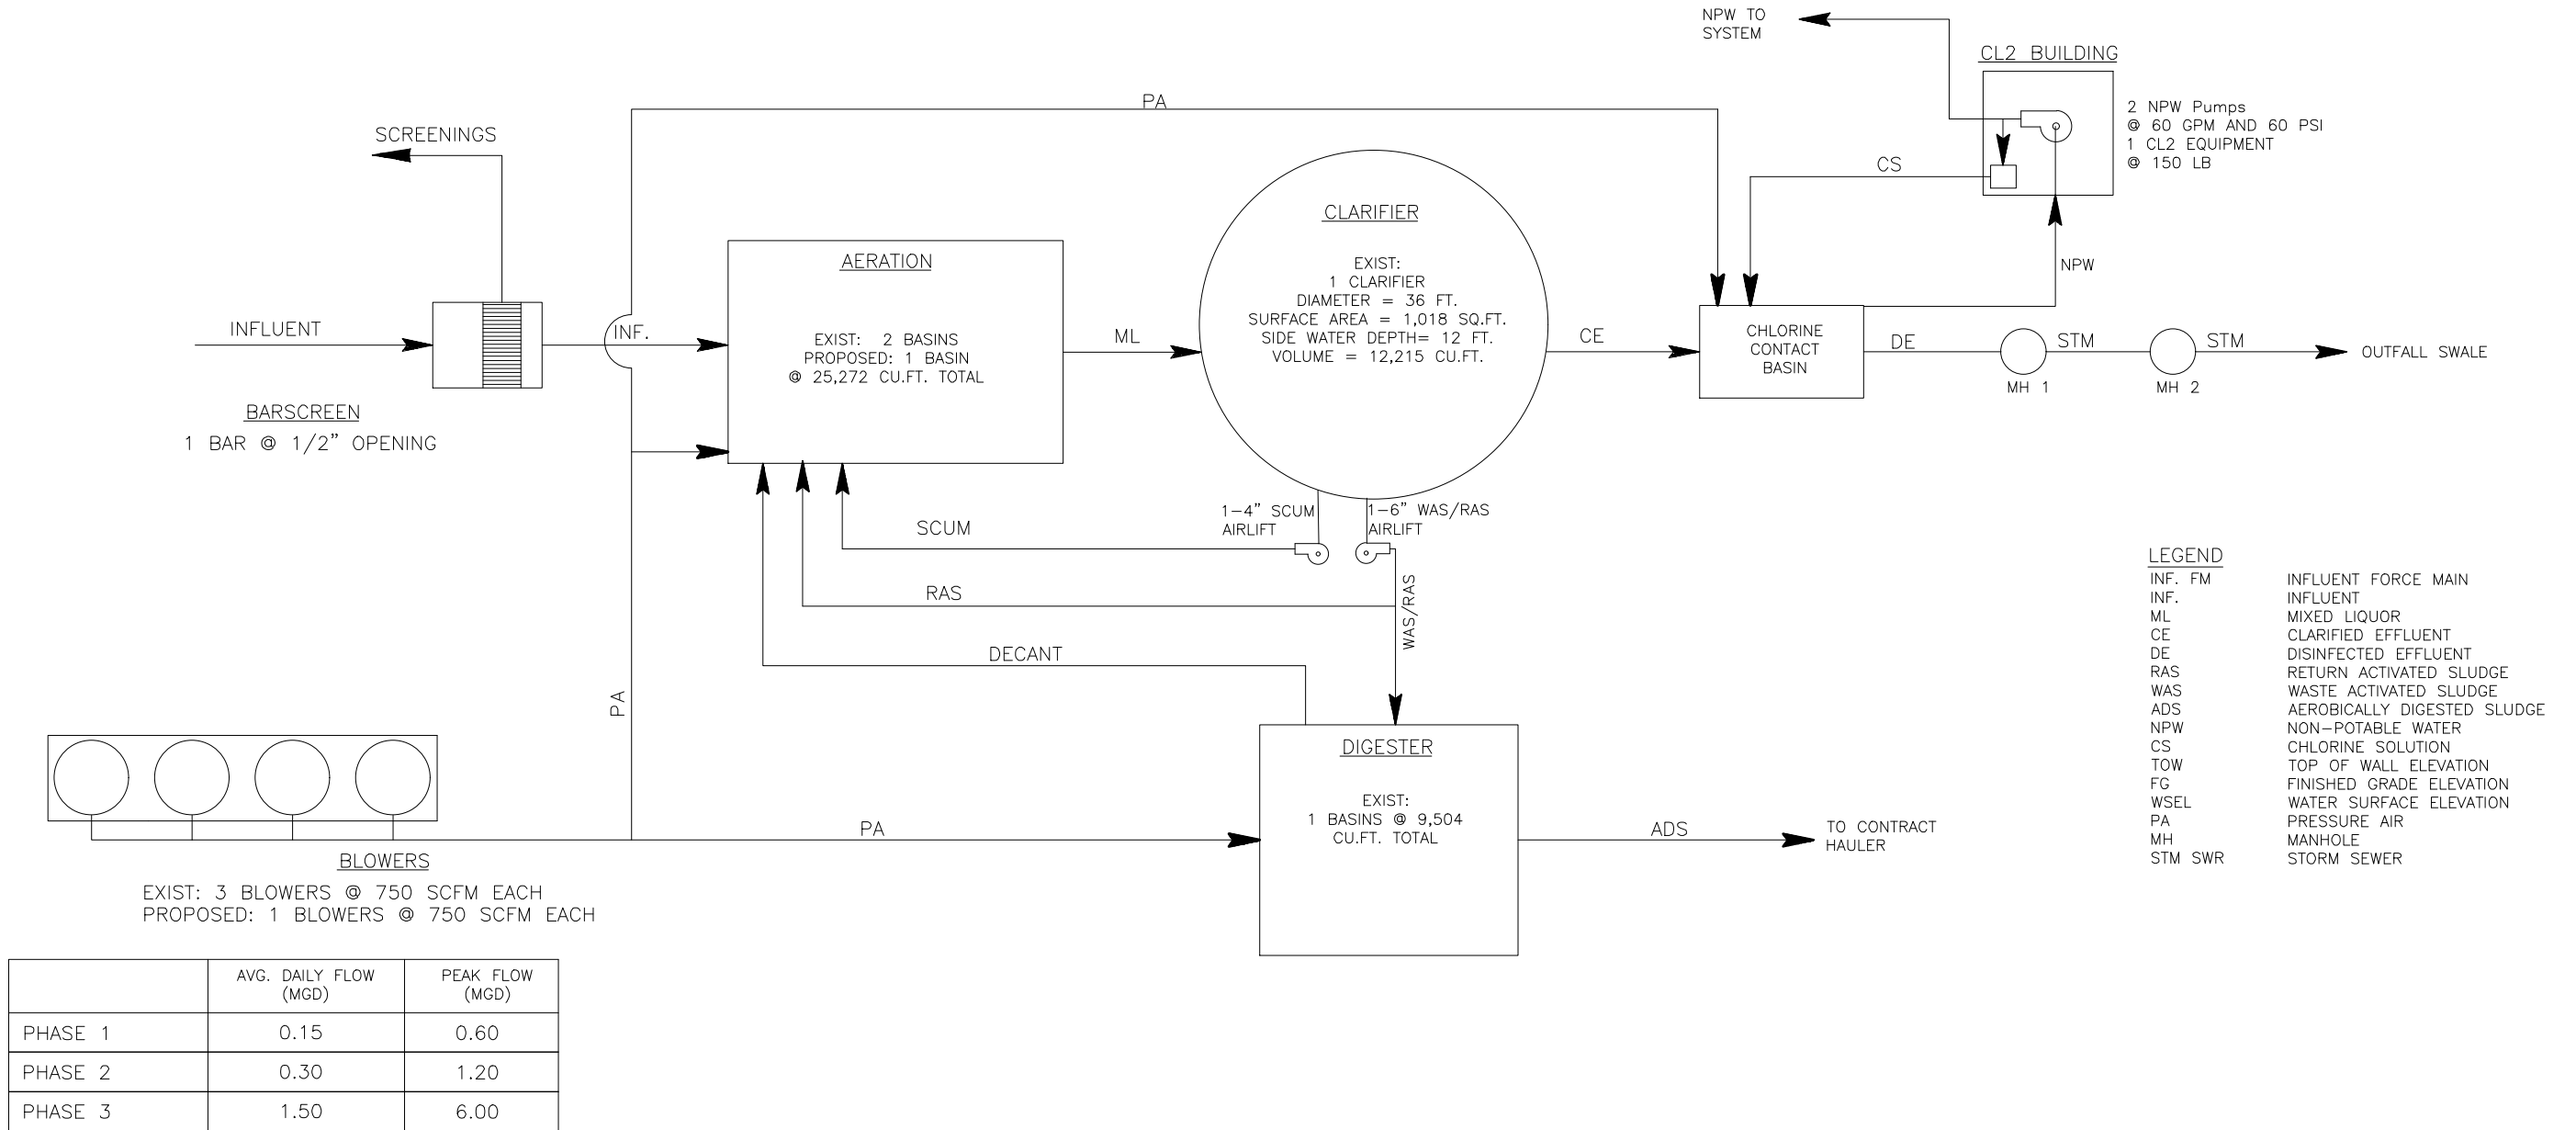 NPW TO
SYSTEM
CL2 BUILDING
2 NPW Pumps
@ 60 GPM AND 60 PSI
1 CL2 EQUIPMENT
@ 150 LB
PA
SCREENINGS
CS
CLARIFIER
EXIST:
1 CLARIFIER
DIAMETER = 36 FT.
SURFACE AREA = 1,018 SQ.FT.
SIDE WATER DEPTH= 12 FT.
VOLUME = 12,215 CU.FT.
AERATION
EXIST: 2 BASINS
PROPOSED: 1 BASIN
@ 25,272 CU.FT. TOTAL
NPW
INFLUENT
INF.
ML
CE
CHLORINE
CONTACT
BASIN
DE
STM
STM
OUTFALL SWALE
MH 1
MH 2
BARSCREEN
1 BAR @ 1/2” OPENING
1-4” SCUM
AIRLIFT
1-6” WAS/RAS
AIRLIFT
SCUM
RAS
WAS/RAS
DECANT
PA
LEGEND
INF. FM INFLUENT FORCE MAIN
INF. INFLUENT
ML MIXED LIQUOR
CE CLARIFIED EFFLUENT
DE DISINFECTED EFFLUENT
RAS RETURN ACTIVATED SLUDGE
WAS WASTE ACTIVATED SLUDGE
ADS AEROBICALLY DIGESTED SLUDGE
NPW NON-POTABLE WATER
CS CHLORINE SOLUTION
TOW TOP OF WALL ELEVATION
FG FINISHED GRADE ELEVATION
WSEL WATER SURFACE ELEVATION
PA PRESSURE AIR
MH MANHOLE
STM SWR STORM SEWER
DIGESTER
EXIST:
1 BASINS @ 9,504
CU.FT. TOTAL
PA
ADS
TO CONTRACT
HAULER
BLOWERS
EXIST: 3 BLOWERS @ 750 SCFM EACH
PROPOSED: 1 BLOWERS @ 750 SCFM EACH
AVG. DAILY FLOW
(MGD)
PEAK FLOW
(MGD)
PHASE 1 0.15 0.60
PHASE 2 0.30 1.20
PHASE 3 1.50 6.00